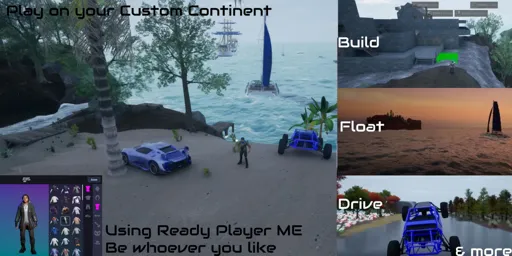 Play on your Custom Continent
Build
Float
Drive
Using Ready Player ME
Be whoever you like
& more